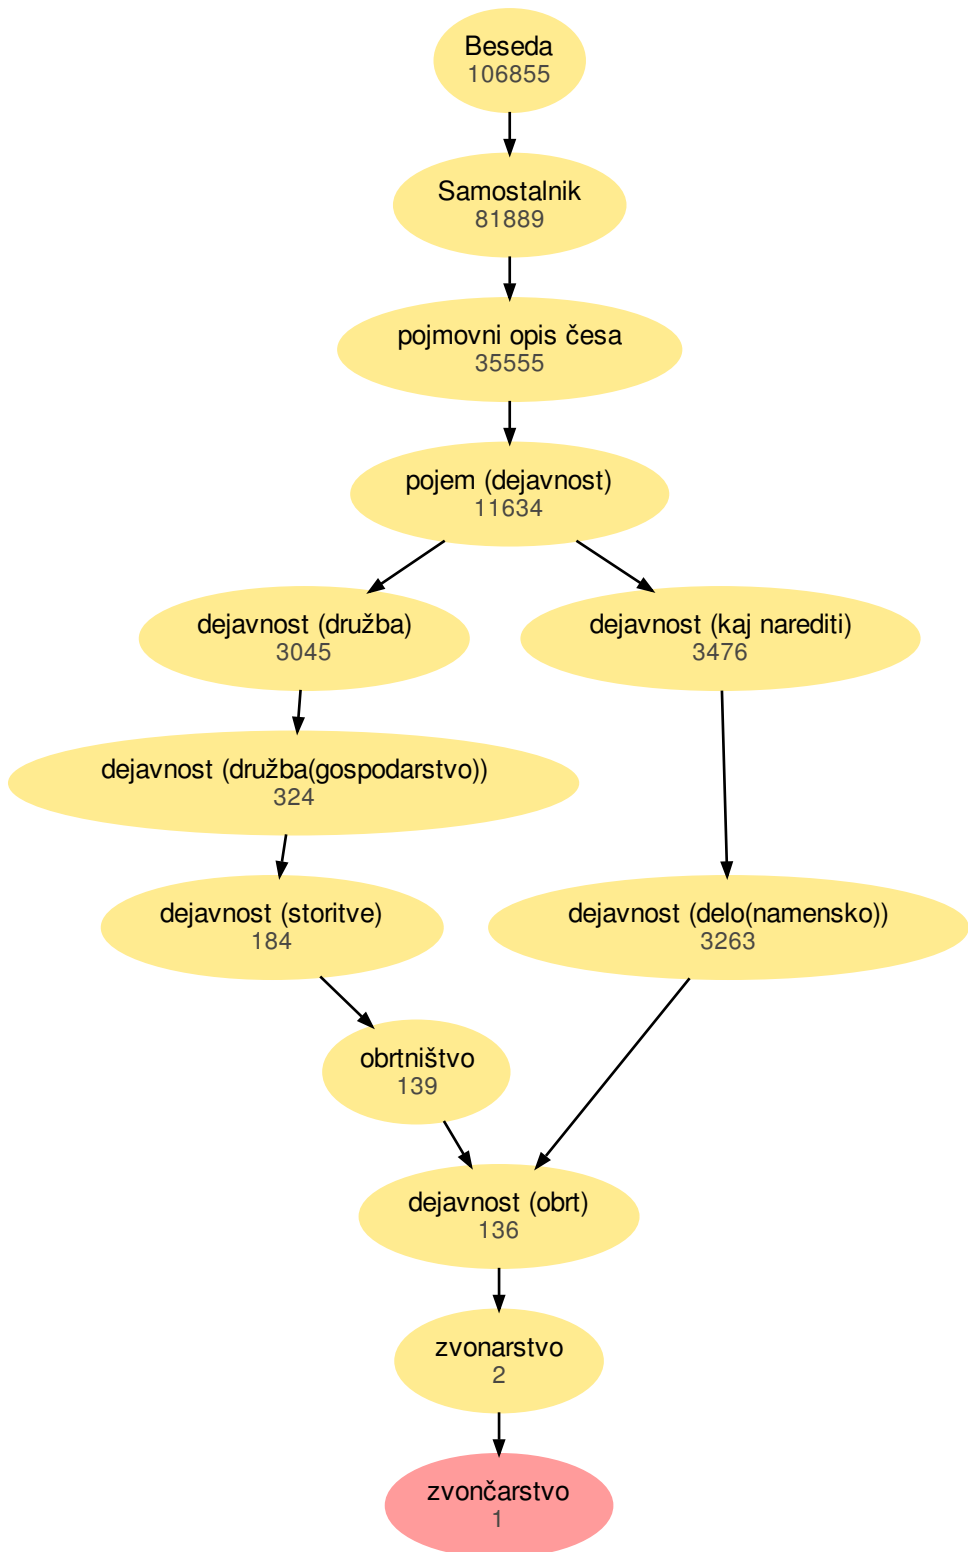 Beseda
106855
Samostalnik
81889
pojmovni opis česa
35555
pojem (dejavnost)
11634
dejavnost (družba)
3045
dejavnost (kaj narediti)
3476
dejavnost (družba(gospodarstvo))
324
dejavnost (storitve)
184
dejavnost (delo(namensko))
3263
obrtništvo
139
dejavnost (obrt)
136
zvonarstvo
2
zvončarstvo
1